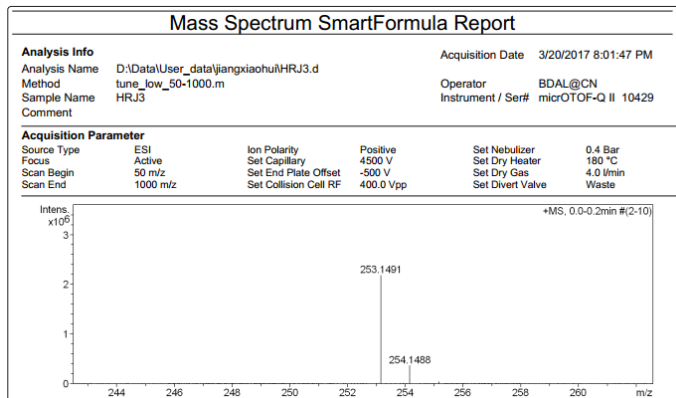 Mass Spectrum SmartFormula Report
Analysis Info Acquisition Date 3/20/2017 8:01:47 PM
Analysis Name D:\Data\User_data\jiangxiaohui\HRJ3.d
Method tune_low_50-1000.m Operator BDAL@CN
Sample Name HRJ3 Instrument / Ser# micrOTOF-Q II 10429
Comment
Acquisition Parameter
Source Type ESI Ion Polarity Positive Set Nebulizer 0.4 Bar
Focus Active Set Capillary 4500 V Set Dry Heater 180 °C
Scan Begin 50 m/z Set End Plate Offset -500 V Set Dry Gas 4.0 l/min
Scan End 1000 m/z Set Collision Cell RF 400.0 Vpp Set Divert Valve Waste
Intens. +MS, 0.0-0.2min #(2-10)
x10⁶
3
2
253.1491
1
254.1488
0
244 246 248 250 252 254 256 258 260 m/z